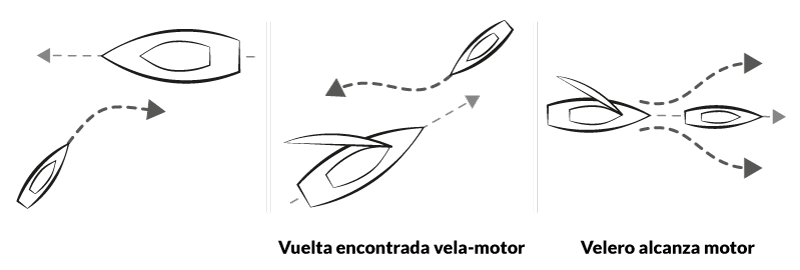 Vuelta encontrada vela-motor
Velero alcanza motor